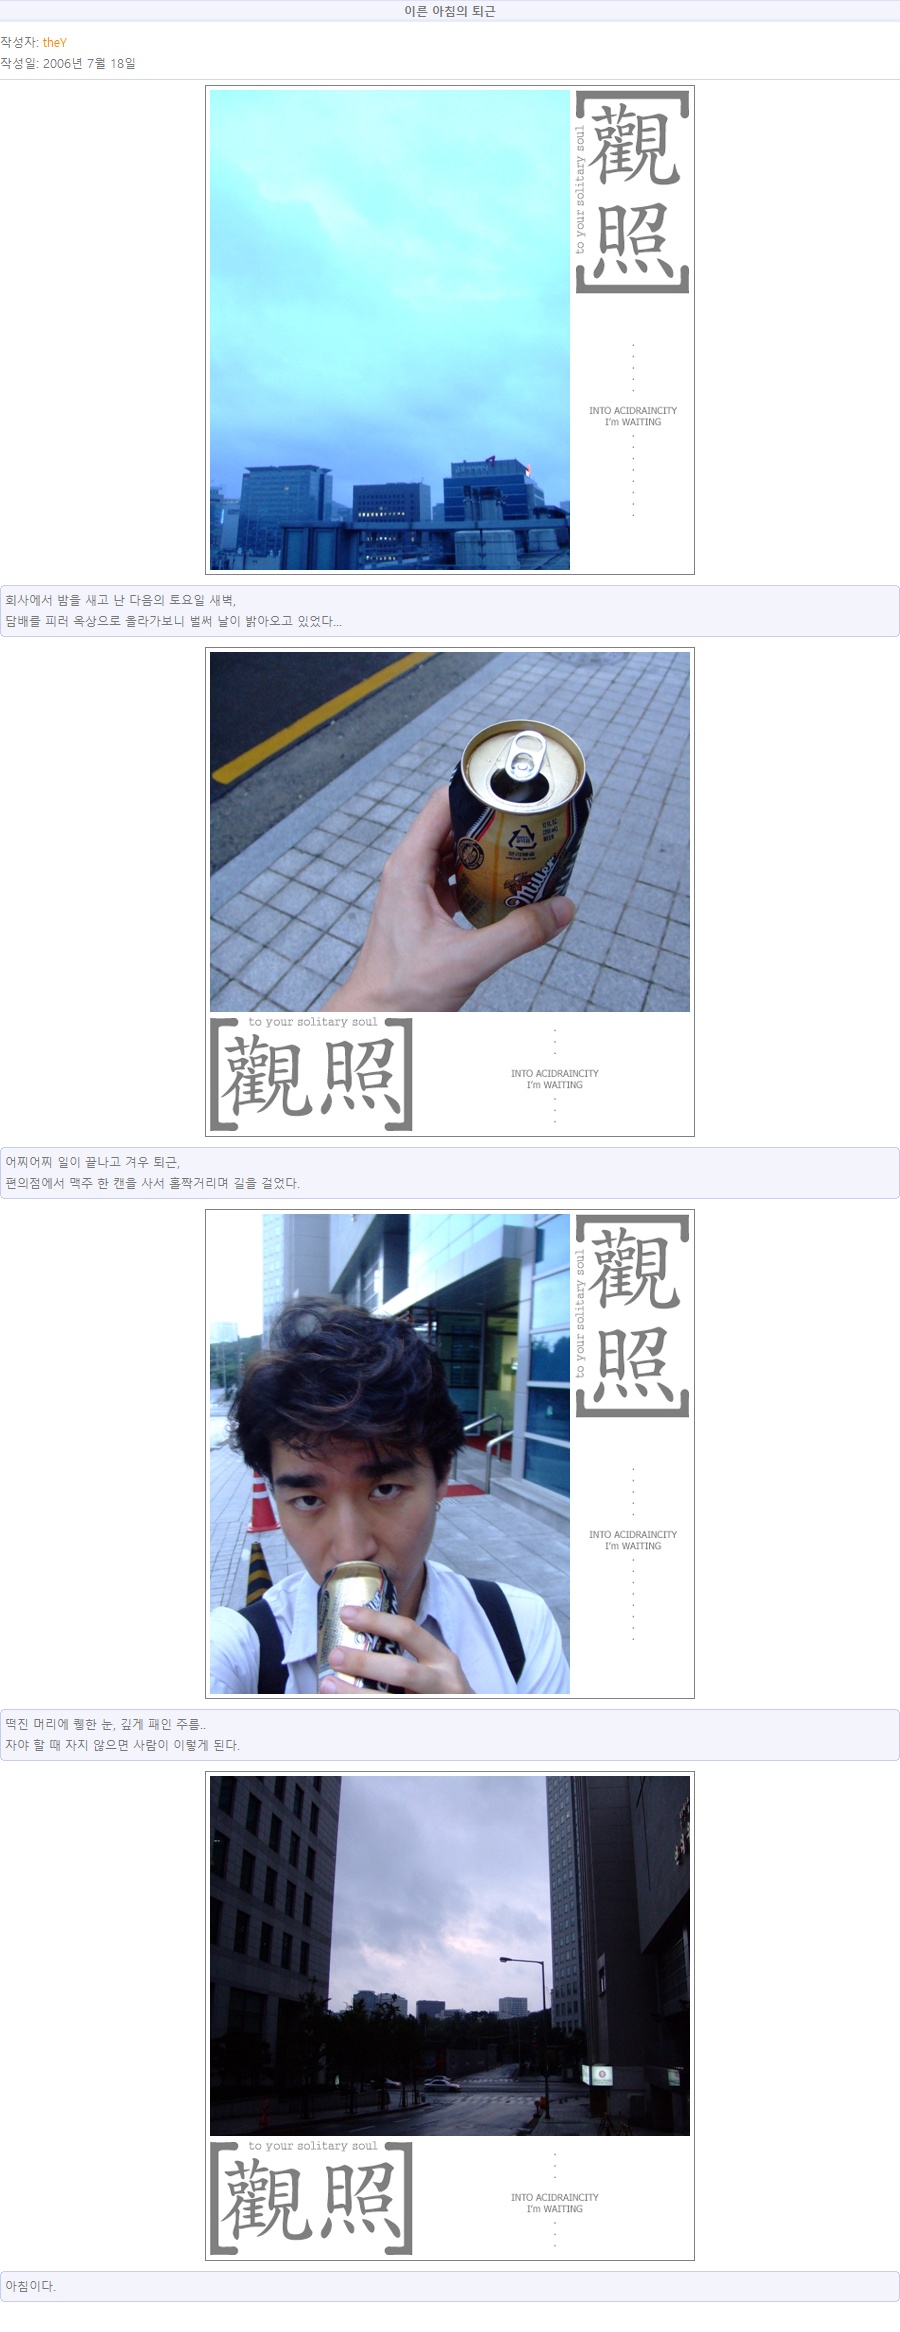 이른 아침의 퇴근
작성자: theY
작성일: 2006년 7월 18일
to your solitary soul
觀
照
INTO ACIDRAINCITY
I'm WAITING
회사에서 밤을 새고 난 다음의 토요일 새벽,
담배를 피러 옥상으로 올라가보니 벌써 날이 밝아오고 있었다...
Miller
to your solitary soul
觀照
INTO ACIDRAINCITY
I'm WAITING
어찌어찌 일이 끝나고 겨우 퇴근,
편의점에서 맥주 한 캔을 사서 홀짝거리며 길을 걸었다.
to your solitary soul
觀
照
INTO ACIDRAINCITY
I'm WAITING
떡진 머리에 퀭한 눈, 깊게 패인 주름..
자야 할 때 자지 않으면 사람이 이렇게 된다.
to your solitary soul
觀照
INTO ACIDRAINCITY
I'm WAITING
아침이다.